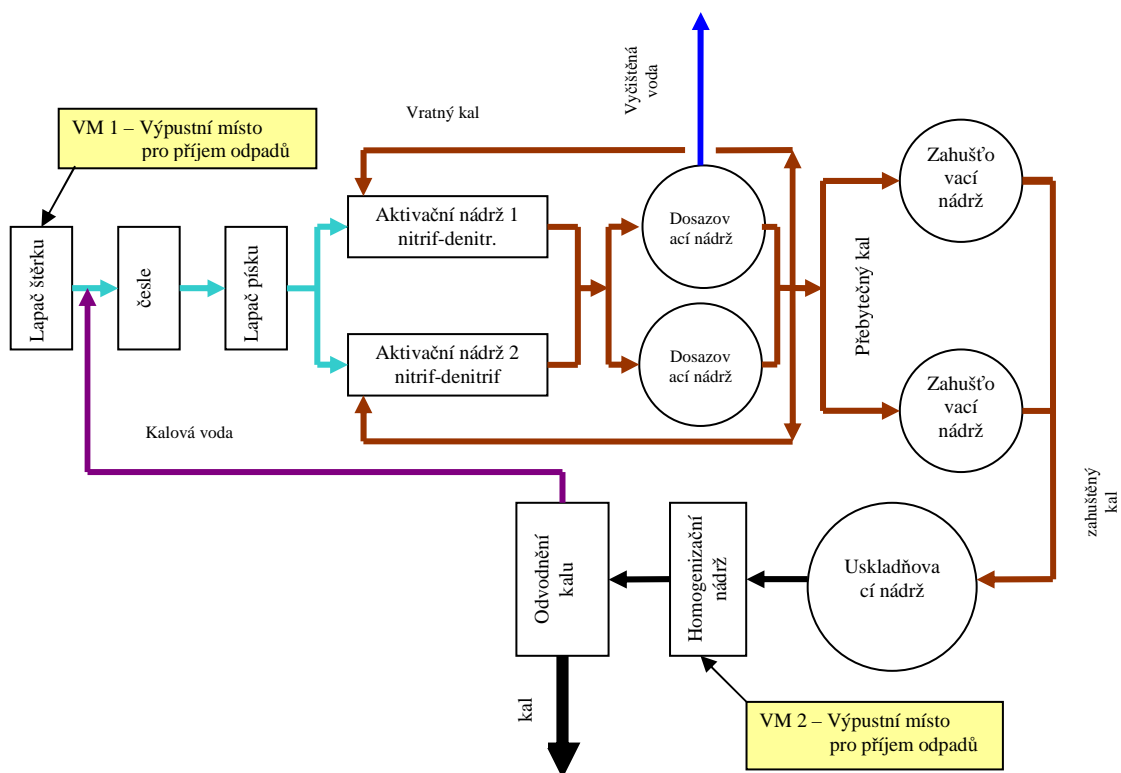 Vyčištěná
voda
Vratný kal
VM 1 – Výpustní místo
pro příjem odpadů
Zahušťo
vací
nádrž
Aktivační nádrž 1
nitrif-denitr.
Dosazov
ací nádrž
Lapač štěrku
česle
Lapač písku
Přebytečný kal
Aktivační nádrž 2
nitrif-denitrif
Dosazov
ací nádrž
Zahušťo
vací
nádrž
Kalová voda
zahuštěný
kal
Odvodnění
kalu
Homogenizační
nádrž
Uskladňova
cí nádrž
kal
VM 2 – Výpustní místo
pro příjem odpadů